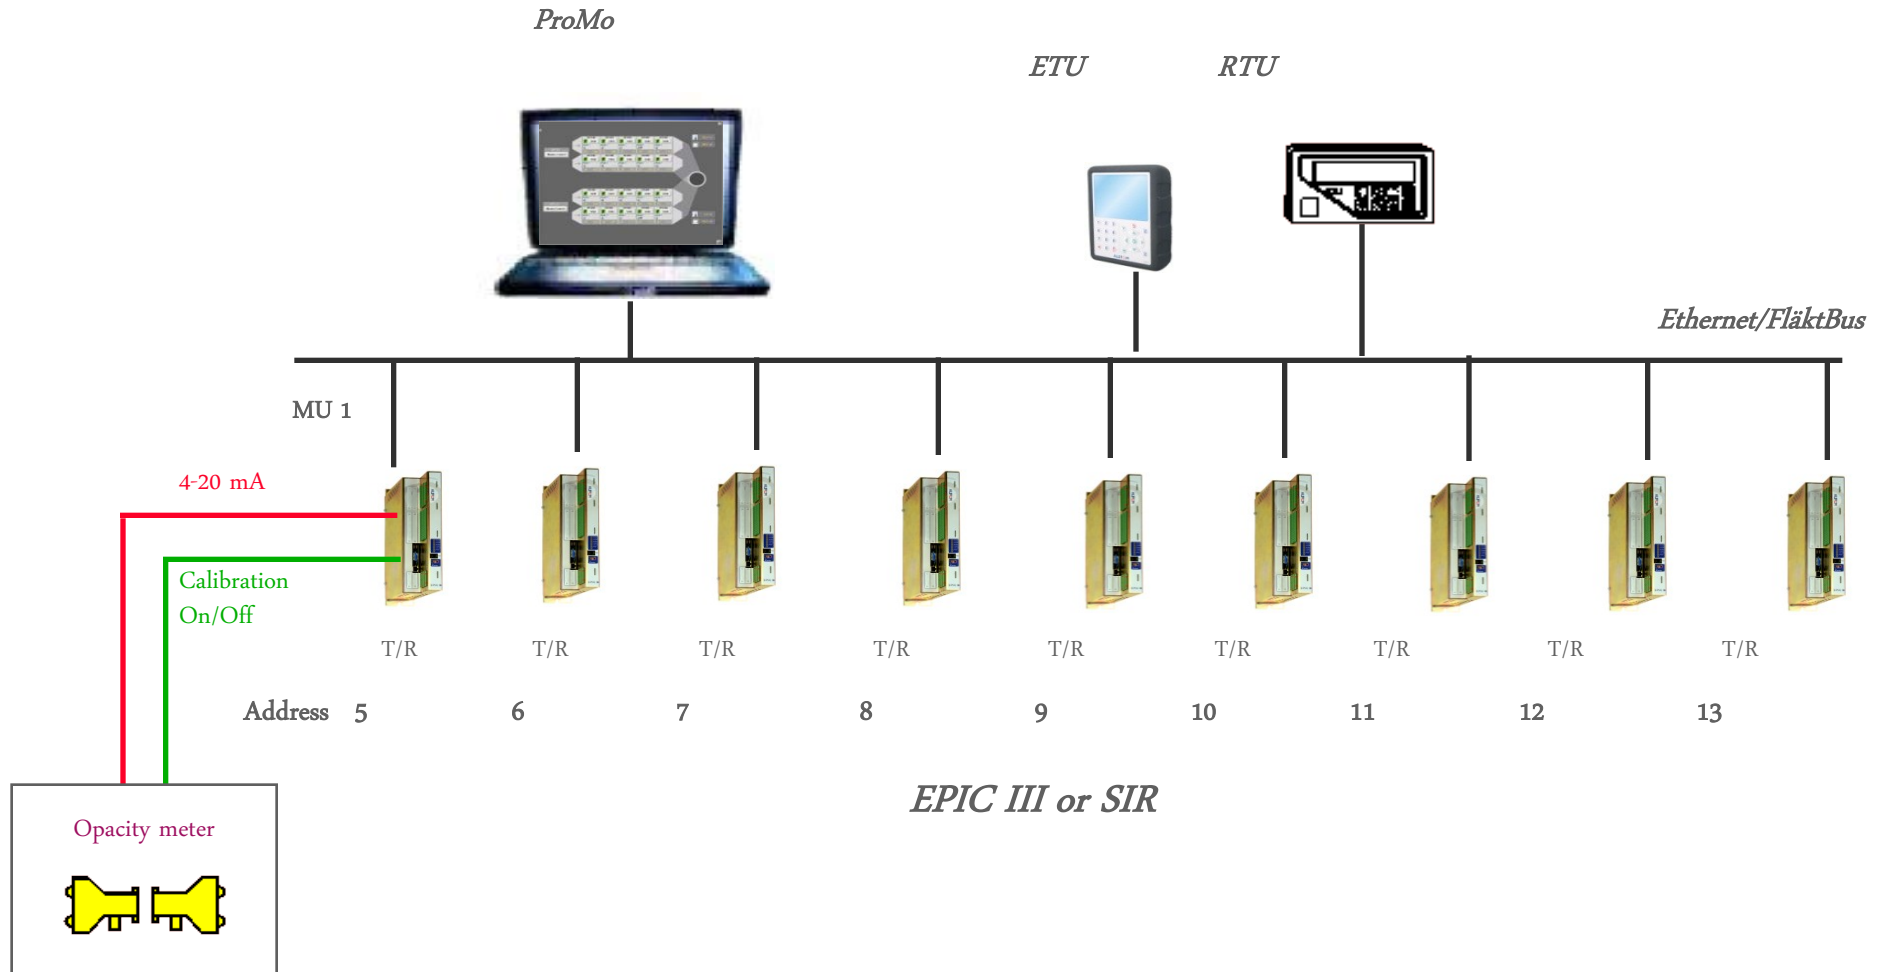 ProMo
ETU RTU
Ethernet/FläktBus
MU 1
4-20 mA
Calibration
On/Off
T/R T/R T/R T/R T/R T/R T/R T/R T/R
Address 5 6 7 8 9 10 11 12 13
EPIC III or SIR
Opacity meter